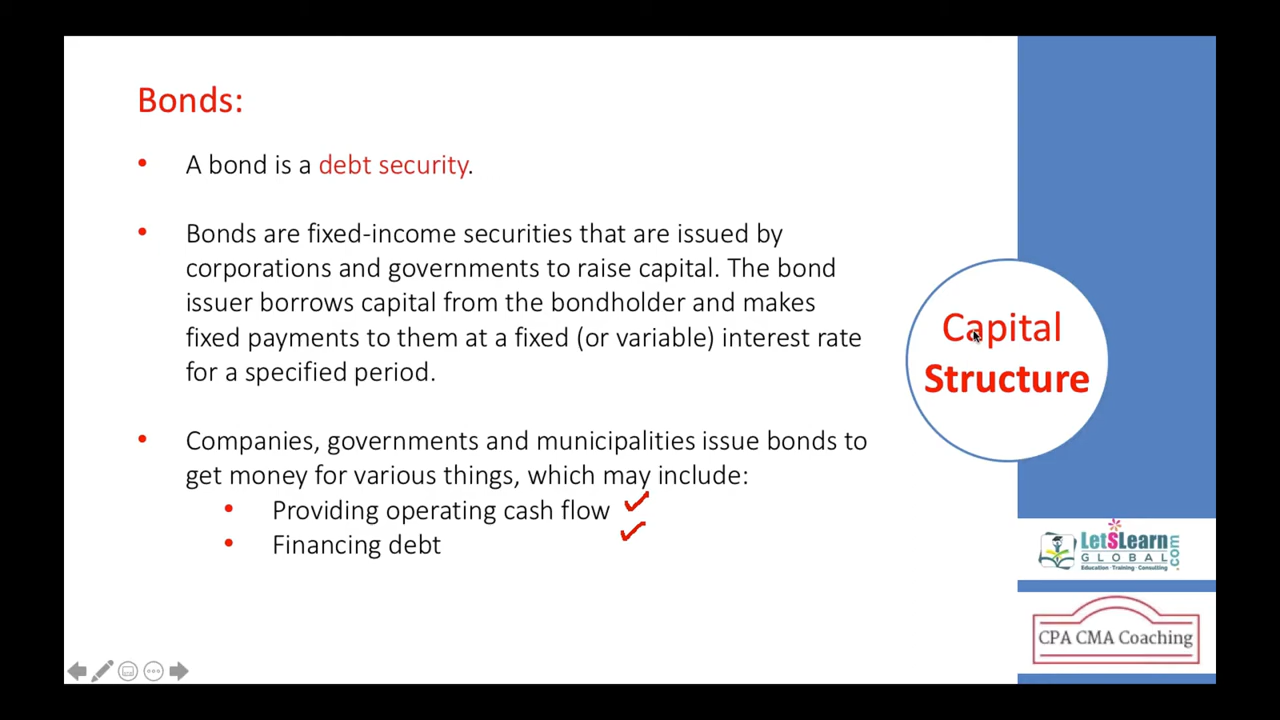 Bonds:
• A bond is a debt security.
• Bonds are fixed-income securities that are issued by
corporations and governments to raise capital. The bond
issuer borrows capital from the bondholder and makes
fixed payments to them at a fixed (or variable) interest rate
for a specified period.
• Companies, governments and municipalities issue bonds to
get money for various things, which may include:
• Providing operating cash flow
• Financing debt
Capital
Structure
LetSLearn
GLOBAL.com
Education · Training · Consulting
CPA CMA Coaching